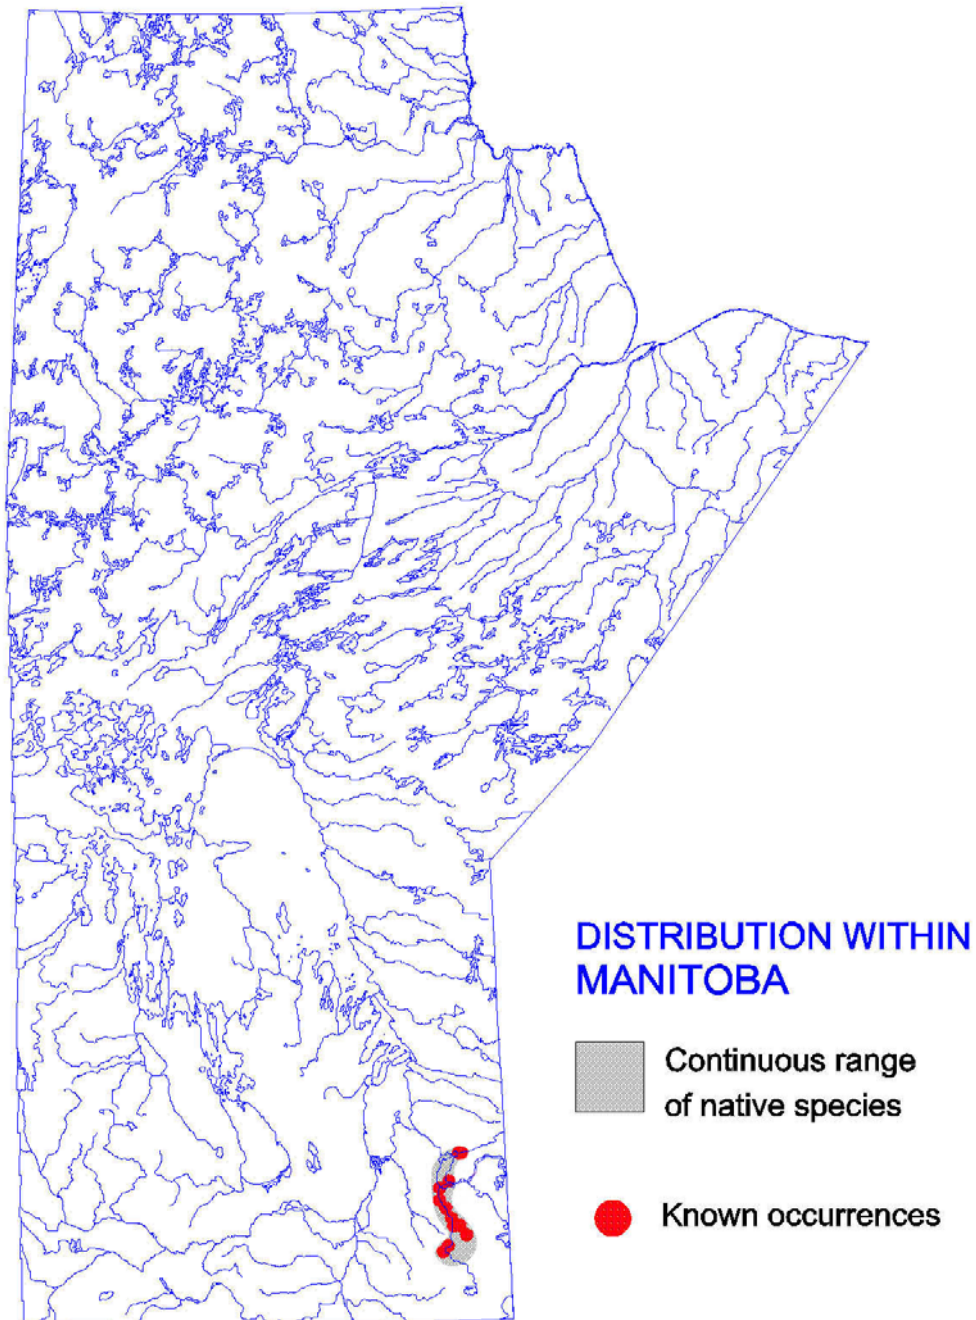 DISTRIBUTION WITHIN
MANITOBA
Continuous range
of native species
Known occurrences